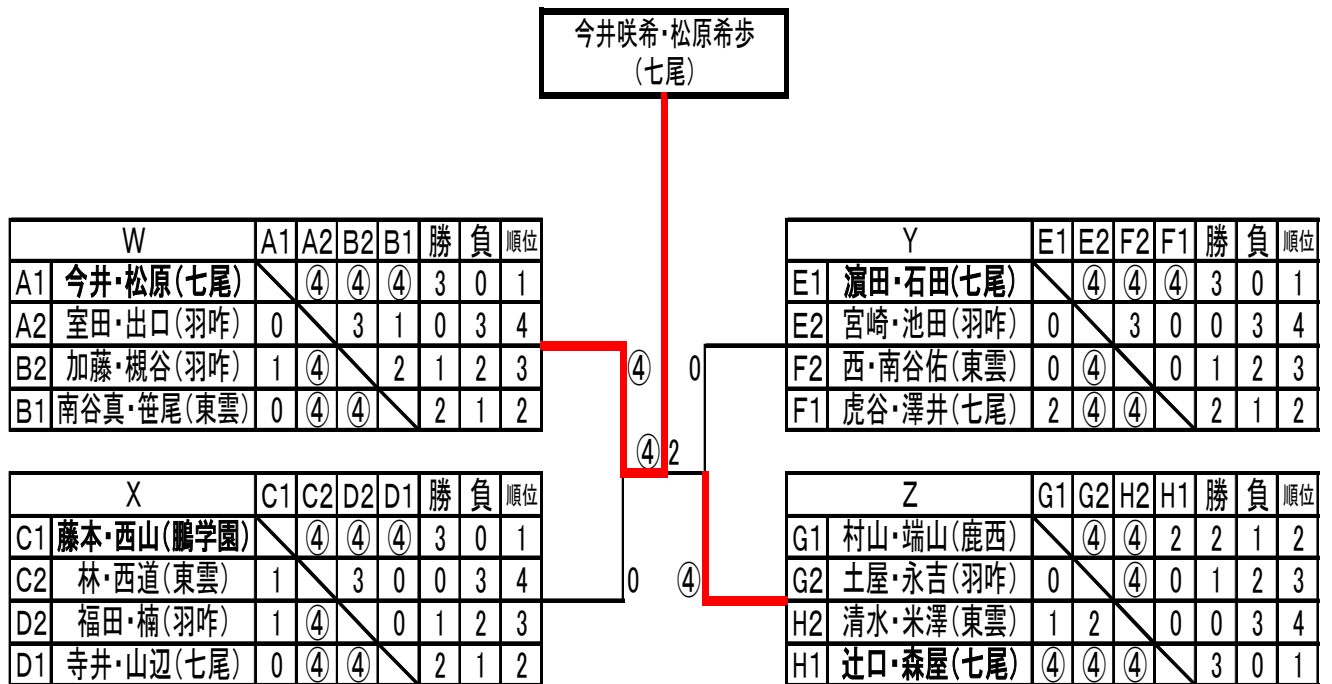 今井咲希・松原希歩
(七尾)
W A1 A2 B2 B1 勝 負 順位
A1 今井・松原(七尾) ④ ④ ④ 3 0 1
A2 室田・出口(羽咋) 0 3 1 0 3 4
B2 加藤・槻谷(羽咋) 1 ④ 2 1 2 3
B1 南谷真・笹尾(東雲) 0 ④ ④ 2 1 2
Y E1 E2 F2 F1 勝 負 順位
E1 濵田・石田(七尾) ④ ④ ④ 3 0 1
E2 宮崎・池田(羽咋) 0 3 0 0 3 4
F2 西・南谷佑(東雲) 0 ④ 0 1 2 3
F1 虎谷・澤井(七尾) 2 ④ ④ 2 1 2
④ 0
④ 2
0 ④
X C1 C2 D2 D1 勝 負 順位
C1 藤本・西山(鵬学園) ④ ④ ④ 3 0 1
C2 林・西道(東雲) 1 3 0 0 3 4
D2 福田・楠(羽咋) 1 ④ 0 1 2 3
D1 寺井・山辺(七尾) 0 ④ ④ 2 1 2
Z G1 G2 H2 H1 勝 負 順位
G1 村山・端山(鹿西) ④ ④ 2 2 1 2
G2 土屋・永吉(羽咋) 0 ④ 0 1 2 3
H2 清水・米澤(東雲) 1 2 0 0 3 4
H1 辻口・森屋(七尾) ④ ④ ④ 3 0 1